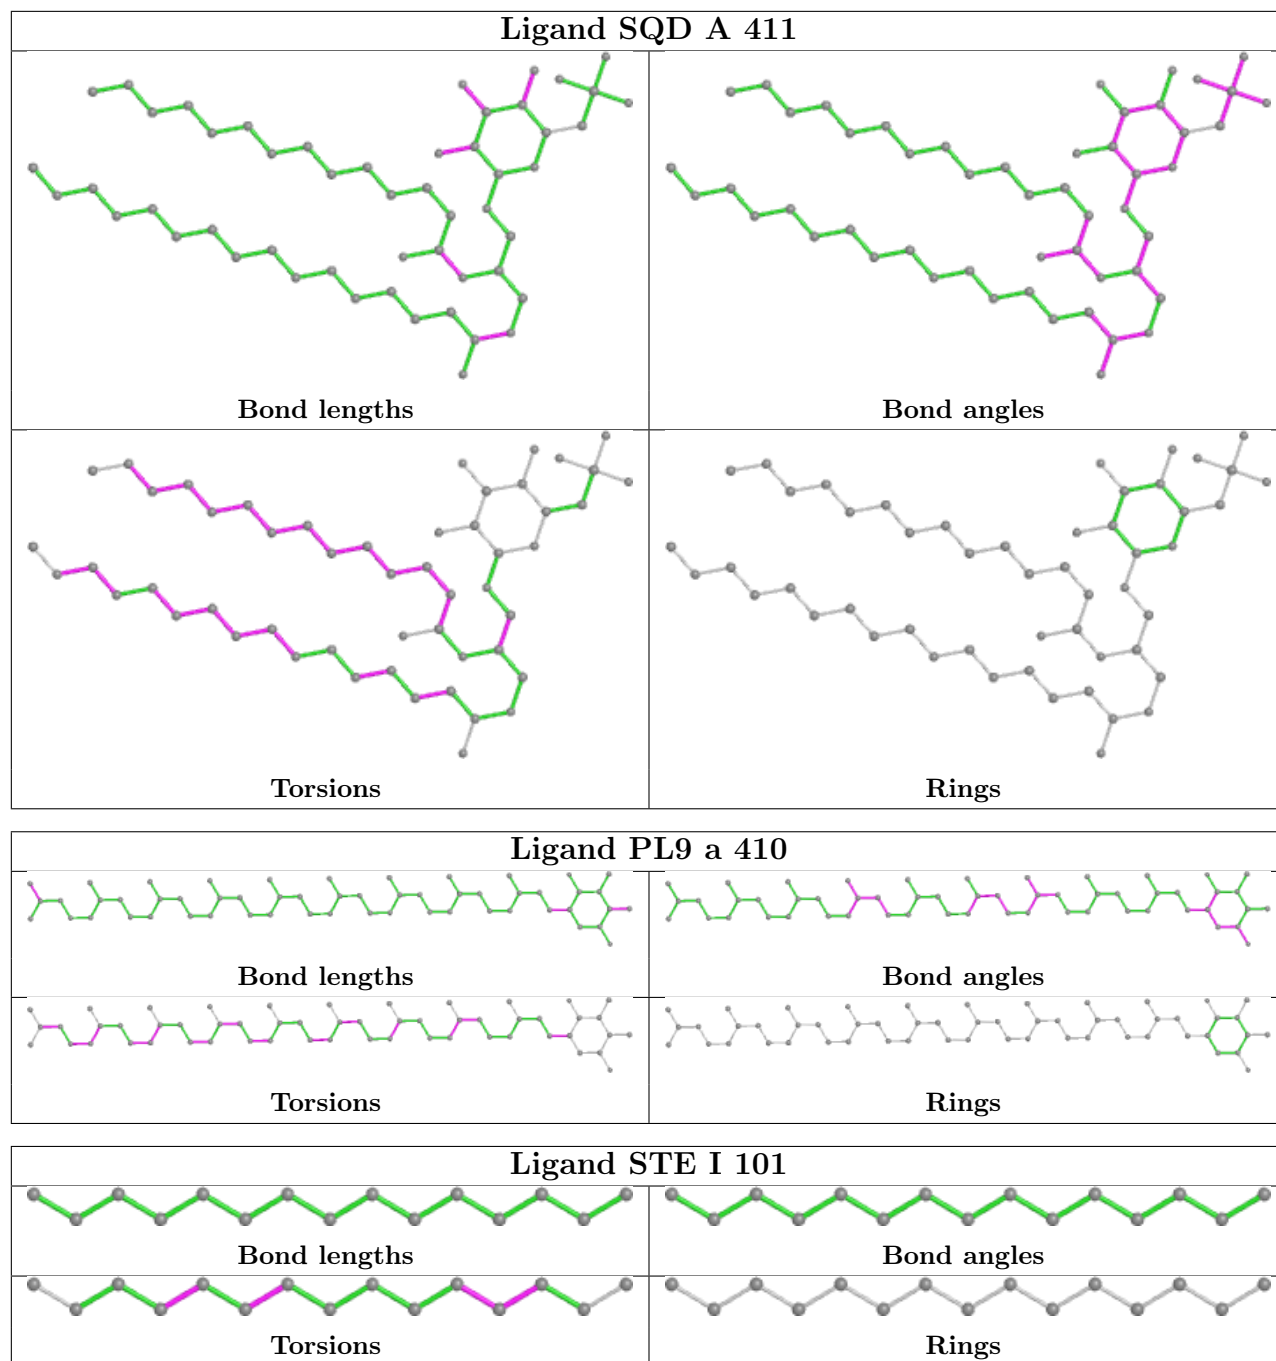 Ligand SQD A 411
Bond lengths
Bond angles
Torsions
Rings
Ligand PL9 a 410
Bond lengths
Bond angles
Torsions
Rings
Ligand STE I 101
Bond lengths
Bond angles
Torsions
Rings